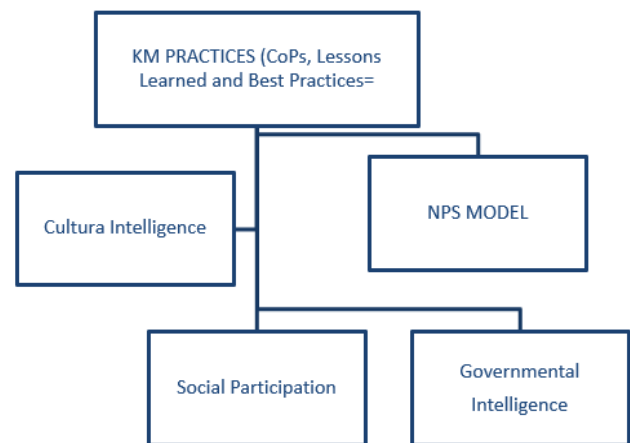 KM PRACTICES (CoPs, Lessons
Learned and Best Practices=
NPS MODEL
Cultura Intelligence
Social Participation
Governmental
Intelligence